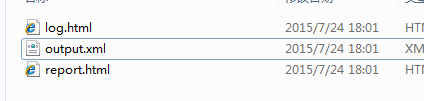 log.html 2015/7/24 18:01 HT
output.xml 2015/7/24 18:01 XM
report.html 2015/7/24 18:01 HT